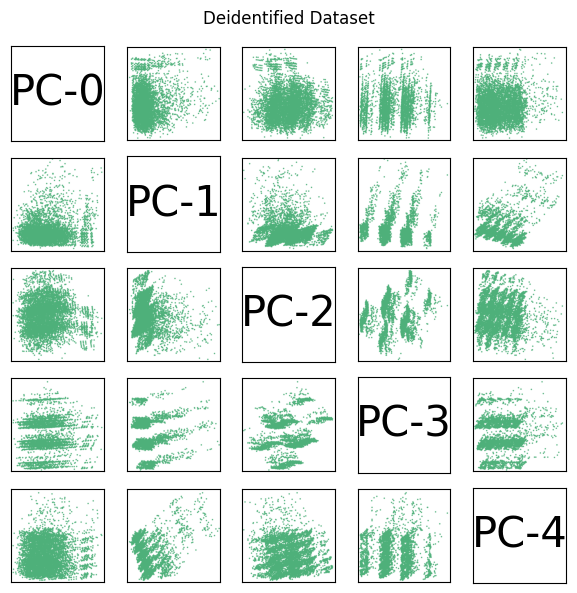 Deidentified Dataset
PC-0
PC-1
PC-2
PC-3
PC-4